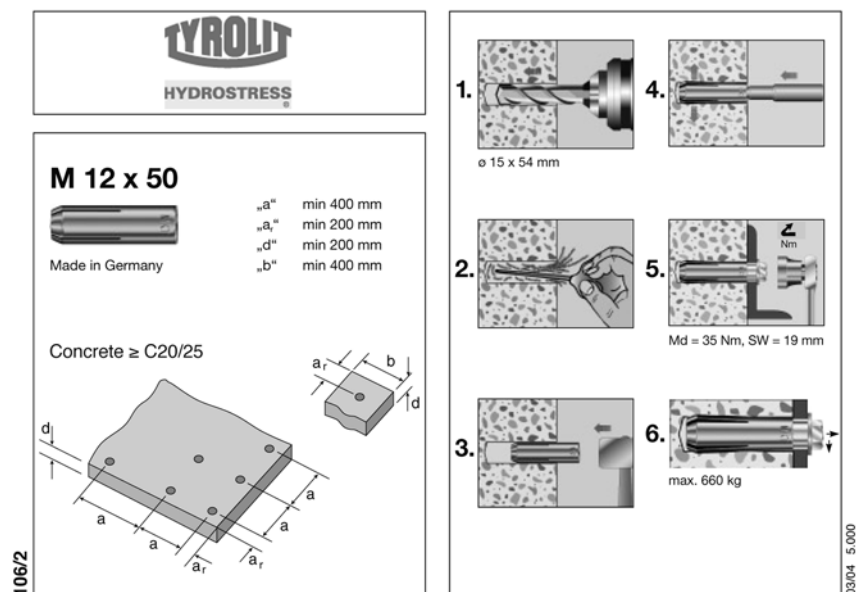 TYROLIT
HYDROSTRESS®
M 12 x 50
„a“ min 400 mm
„aᵣ“ min 200 mm
„d“ min 200 mm
„b“ min 400 mm
Made in Germany
Concrete ≥ C20/25
aᵣ
b
d
d
a
a
a
a
aᵣ
aᵣ
106/2
1.
ø 15 x 54 mm
2.
3.
4.
5.
Nm
Md = 35 Nm, SW = 19 mm
6.
max. 660 kg
03/04 5.000